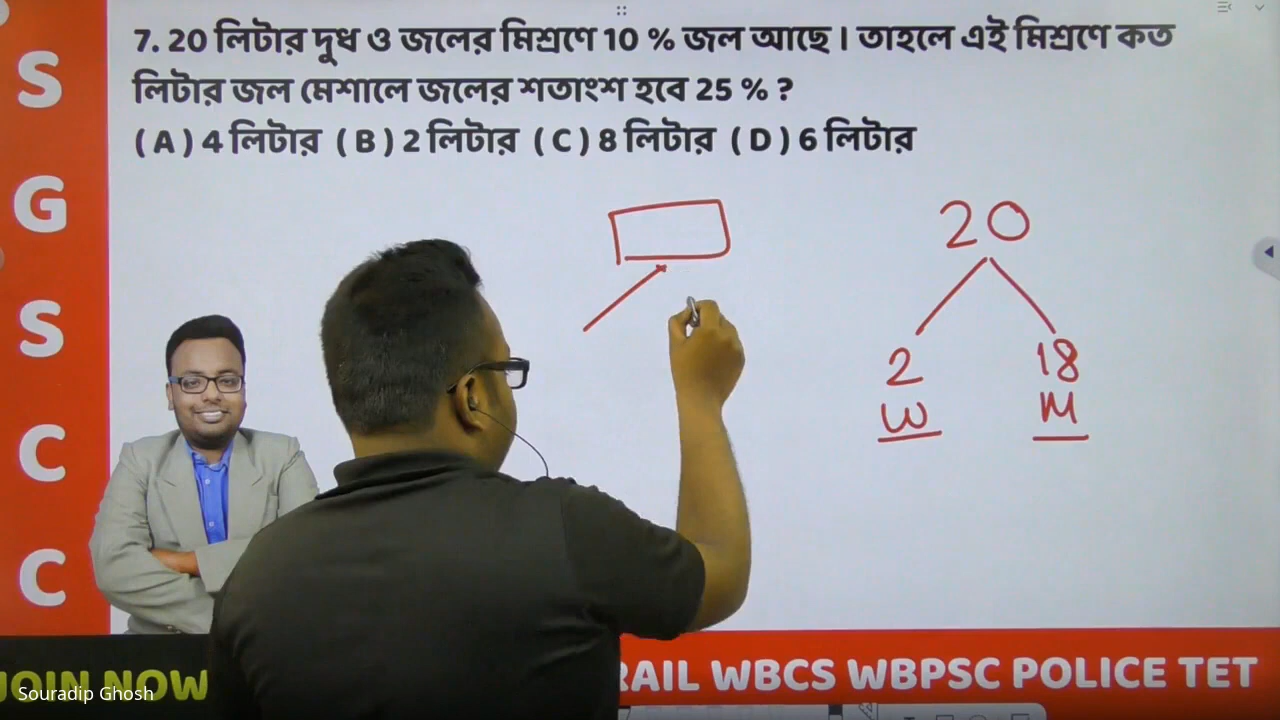 7. 20 লিটার দুধ ও জলের মিশ্রণে 10 % জল আছে। তাহলে এই মিশ্রণে কত
লিটার জল মেশালে জলের শতাংশ হবে 25 % ?
( A ) 4 লিটার ( B ) 2 লিটার ( C ) 8 লিটার ( D ) 6 লিটার
S
G
S
C
C
20
2 18
W M
JOIN NOW
RAIL WBCS WBPSC POLICE TET
Souradip Ghosh